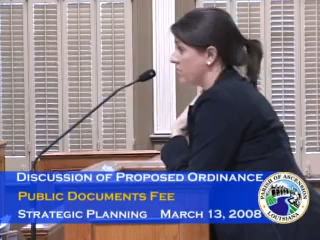 Discussion of Proposed Ordinance
Public Documents Fee
Strategic Planning March 13, 2008
PARISH OF ASCENSION
LOUISIANA